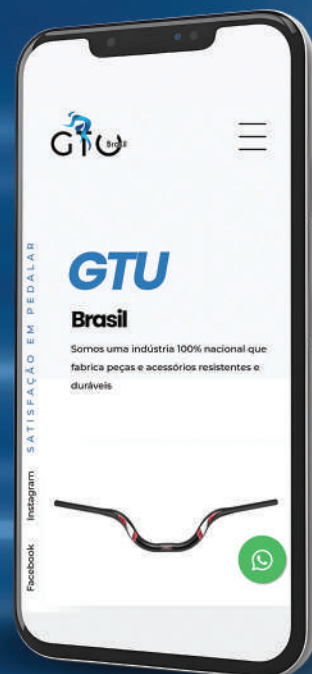 GTU Brasil
GTU
Brasil
Somos uma indústria 100% nacional que
fabrica peças e acessórios resistentes e
duráveis
Facebook Instagram SATISFAÇÃO EM PEDALAR